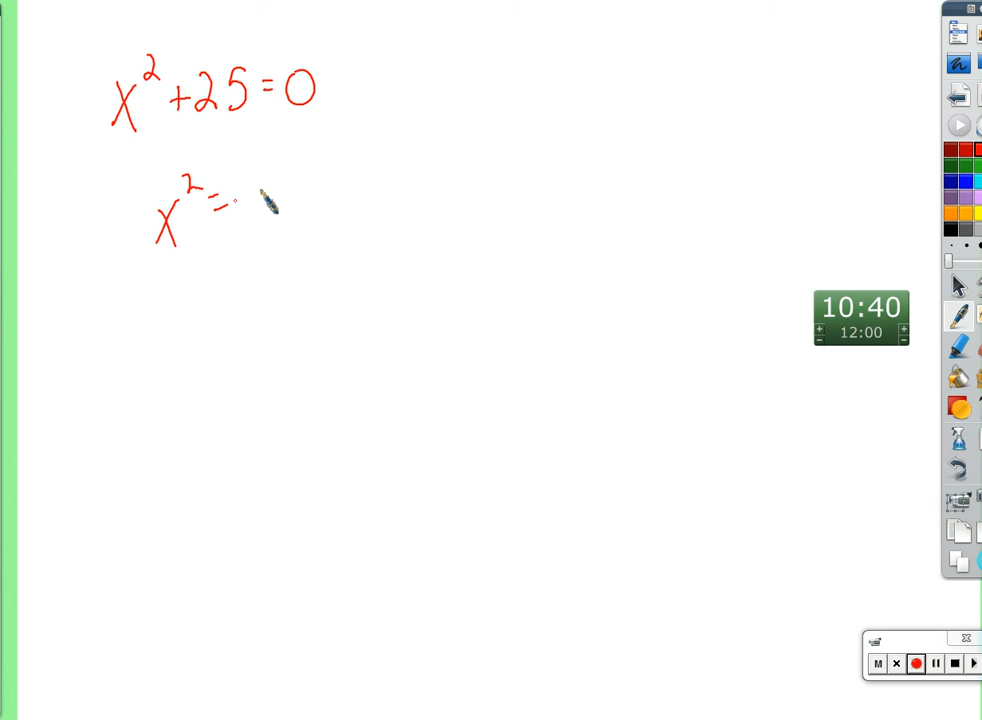 x² + 25 = 0
x² =
10:40
12:00
M